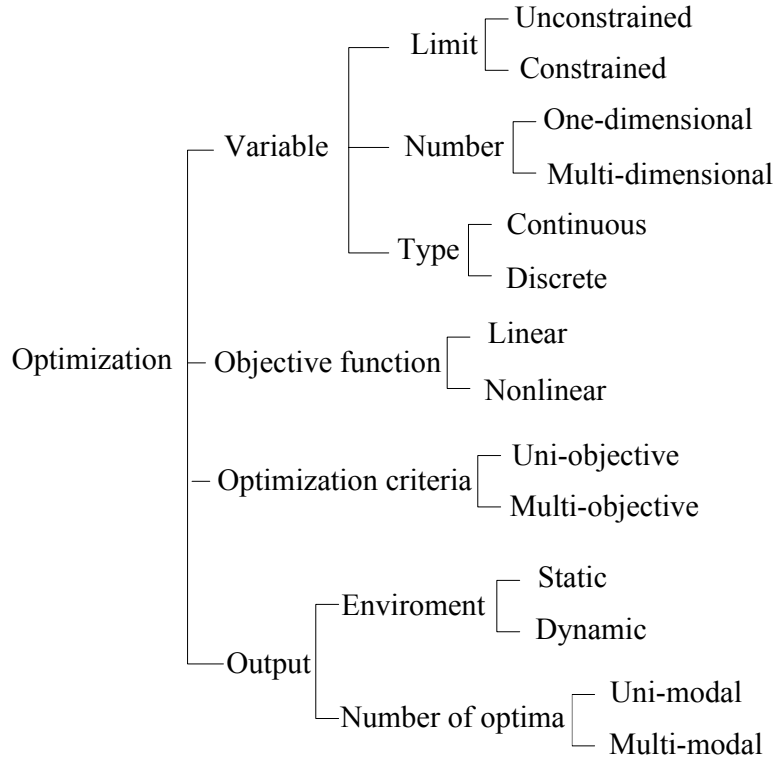 Optimization
Variable
Limit
Unconstrained
Constrained
Number
One-dimensional
Multi-dimensional
Type
Continuous
Discrete
Objective function
Linear
Nonlinear
Optimization criteria
Uni-objective
Multi-objective
Output
Enviroment
Static
Dynamic
Number of optima
Uni-modal
Multi-modal